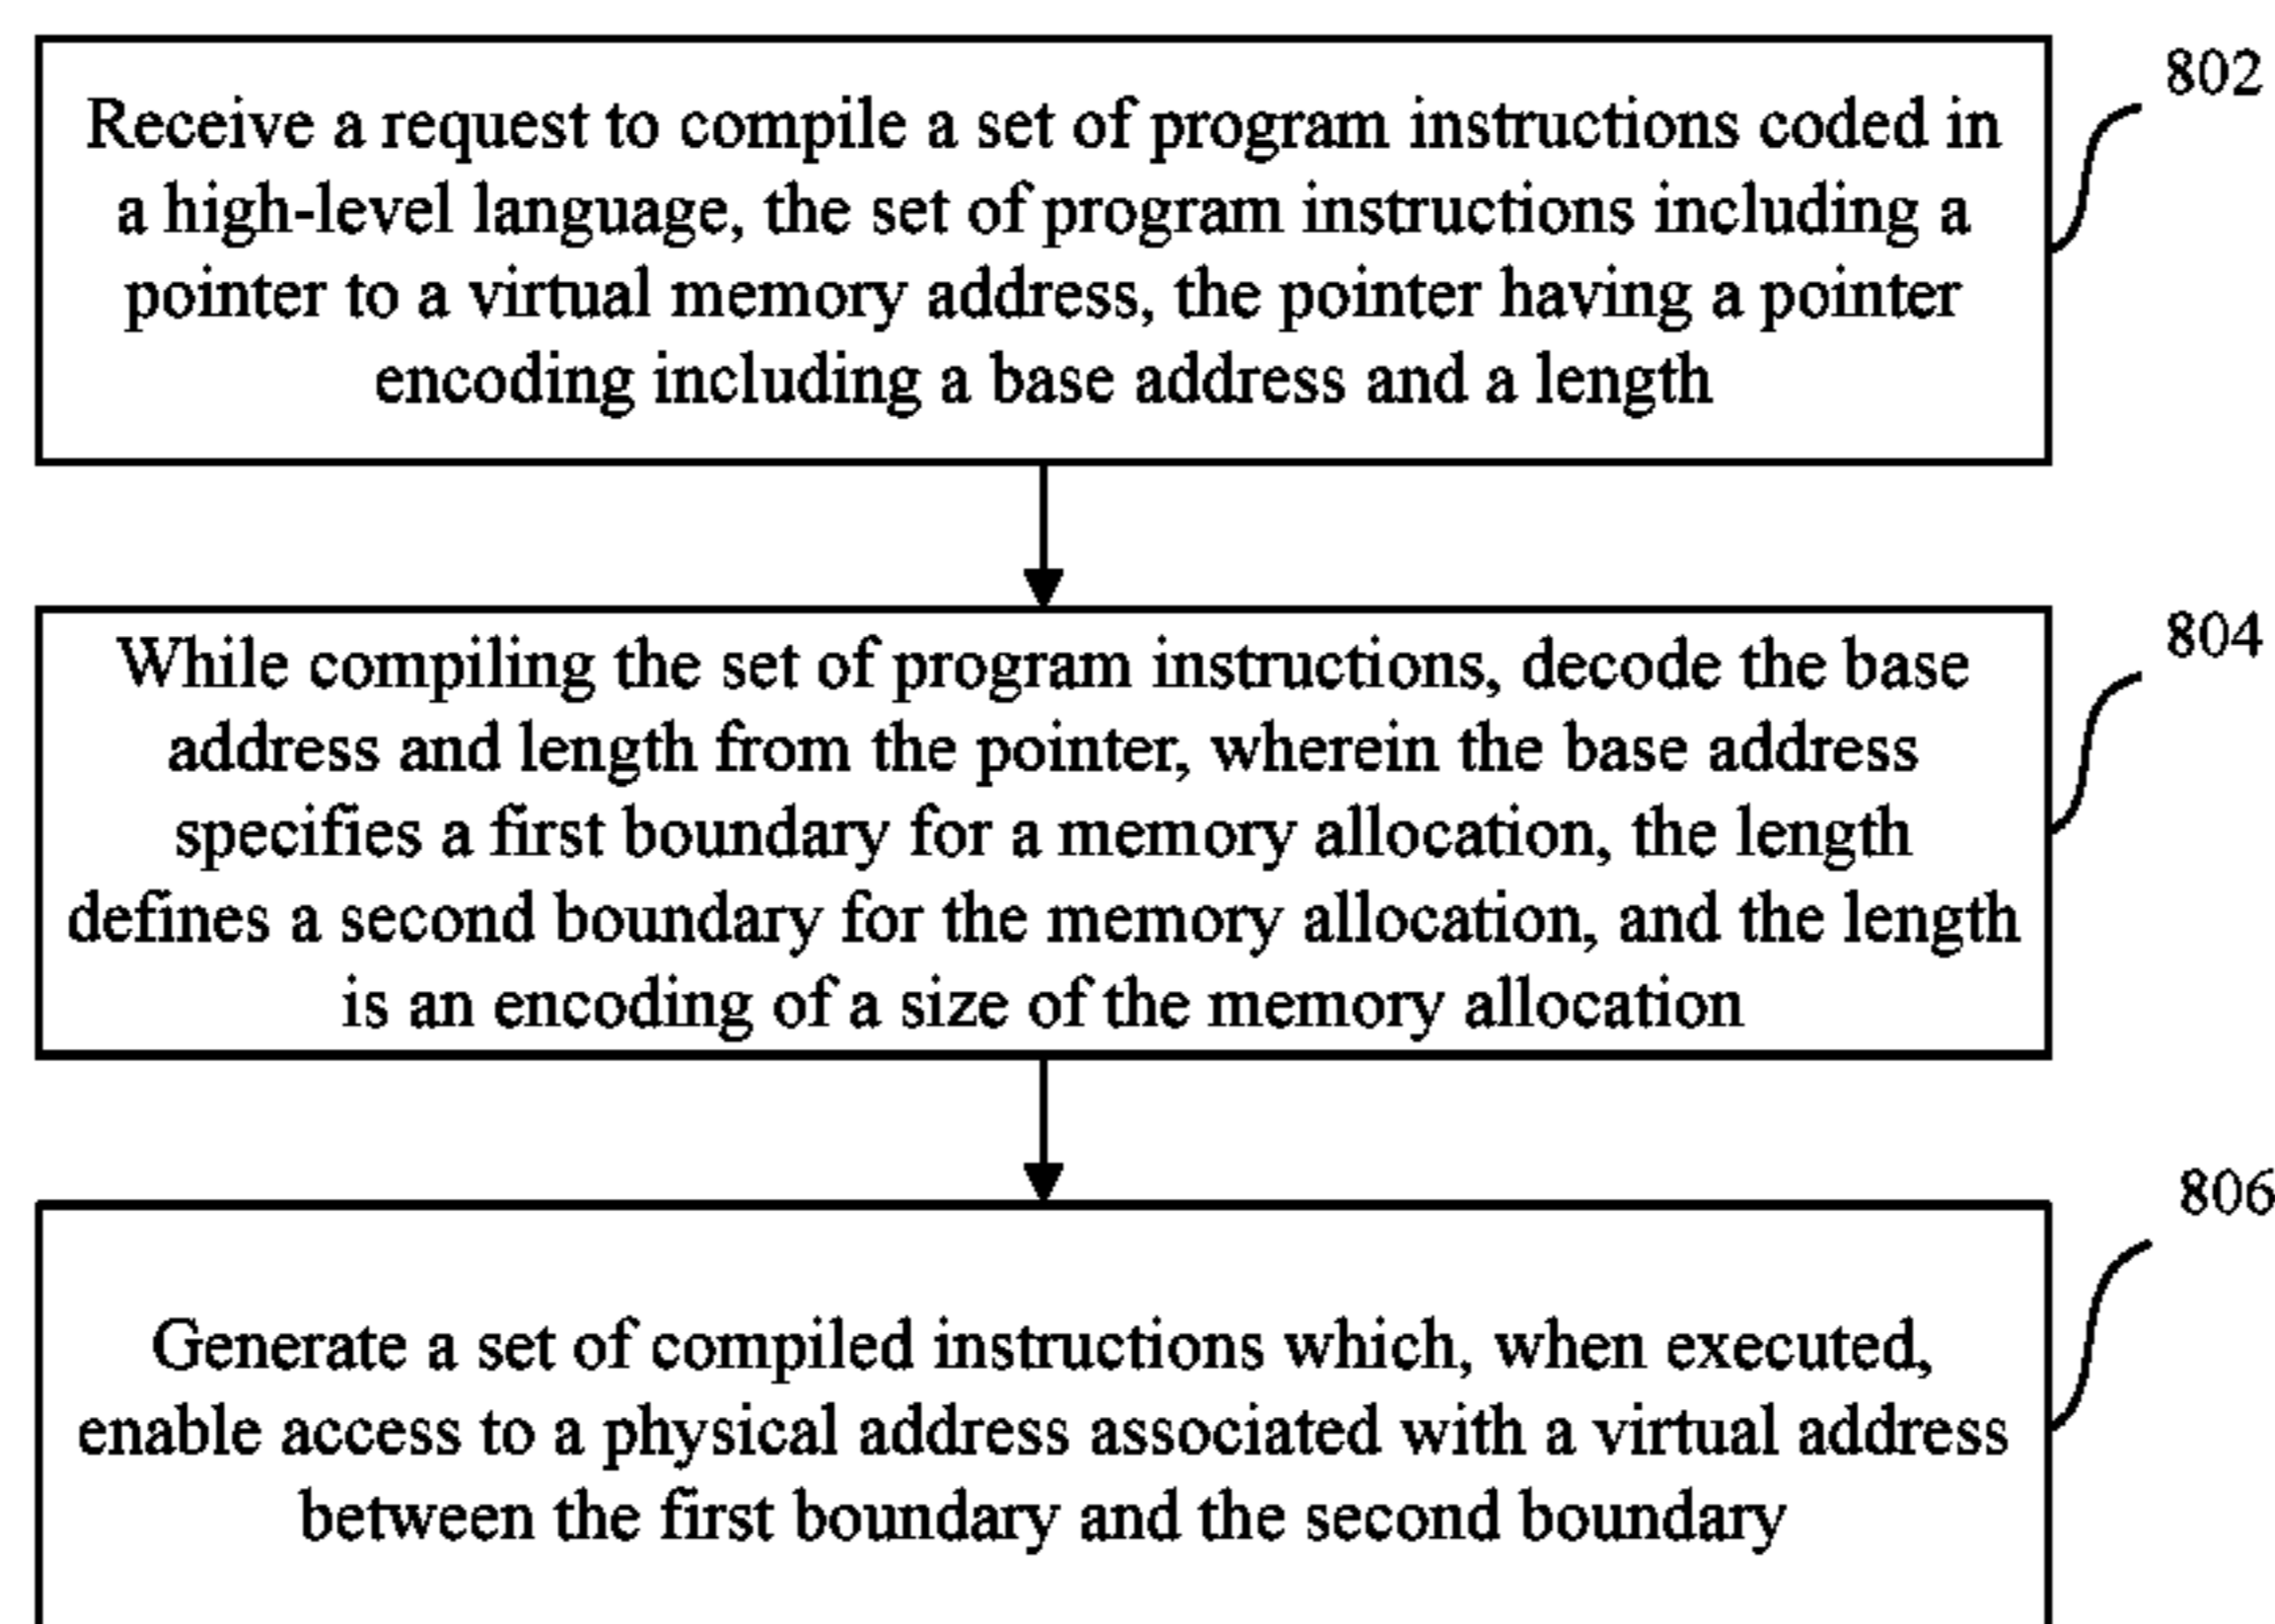 Receive a request to compile a set of program instructions coded in
a high-level language, the set of program instructions including a
pointer to a virtual memory address, the pointer having a pointer
encoding including a base address and a length
802
While compiling the set of program instructions, decode the base
address and length from the pointer, wherein the base address
specifies a first boundary for a memory allocation, the length
defines a second boundary for the memory allocation, and the length
is an encoding of a size of the memory allocation
804
Generate a set of compiled instructions which, when executed,
enable access to a physical address associated with a virtual address
between the first boundary and the second boundary
806